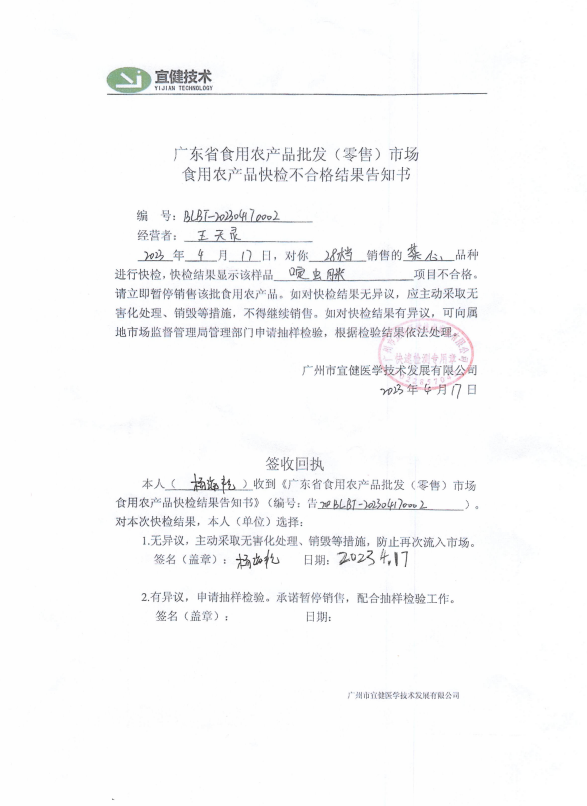 宜健技术
YIJIAN TECHNOLOGY
广东省食用农产品批发（零售）市场
食用农产品快检不合格结果告知书
编 号：BLBT-202304170002
经营者：王天灵
2023 年 4 月 17 日，对你 28档 销售的 菜心 品种
进行快检，快检结果显示该样品 啶虫脒 项目不合格。
请立即暂停销售该批食用农产品。如对快检结果无异议，应主动采取无
害化处理、销毁等措施，不得继续销售。如对快检结果有异议，可向属
地市场监督管理局管理部门申请抽样检验，根据检验结果依法处理。
快速检测专用章
广州市宜健医学技术发展有限公司
2023 年 4 月 17 日
签收回执
本人（ 杨 ）收到《广东省食用农产品批发（零售）市场
食用农产品快检结果告知书》（编号：告 BLBT-202304170002 ）。
对本次快检结果，本人（单位）选择：
1.无异议，主动采取无害化处理、销毁等措施，防止再次流入市场。
签名（盖章）：杨 日期：2023 4.17
2.有异议，申请抽样检验。承诺暂停销售，配合抽样检验工作。
签名（盖章）： 日期：
广州市宜健医学技术发展有限公司